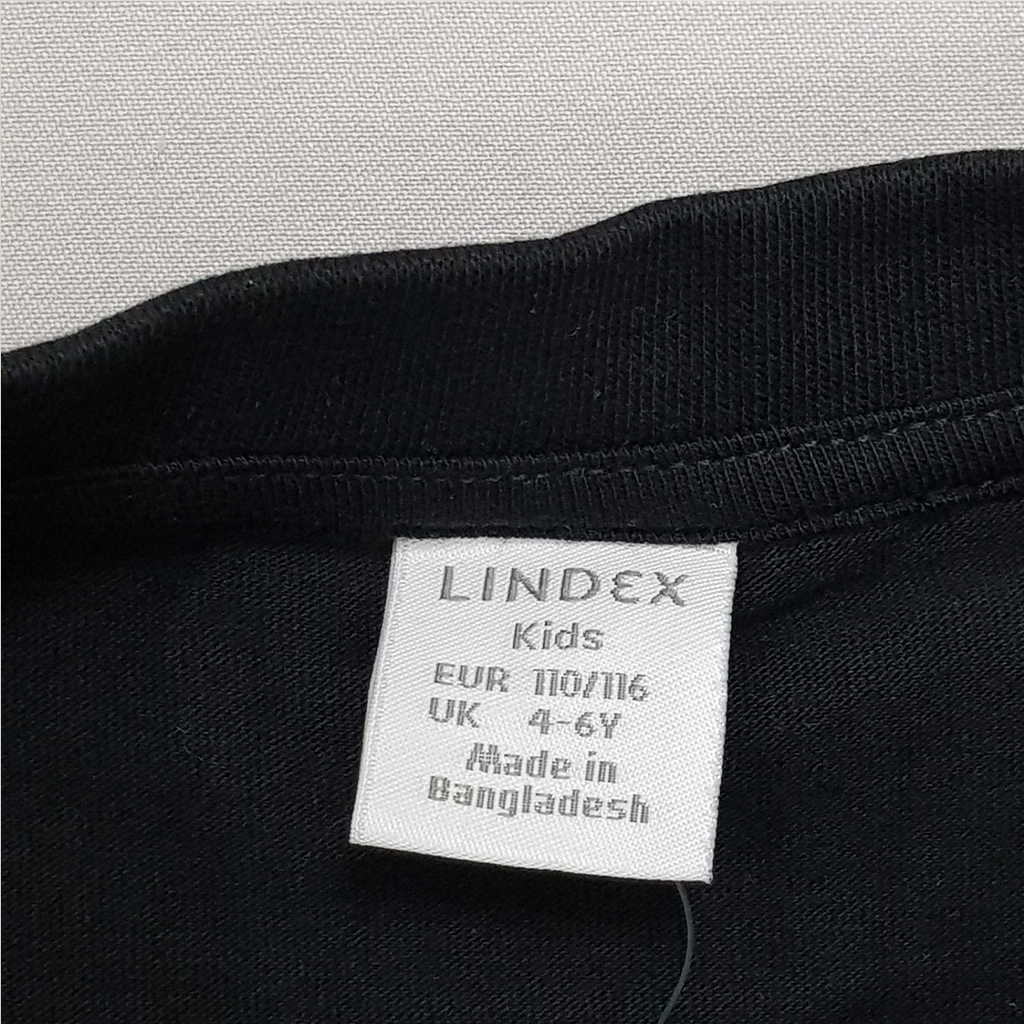 LINDEX
Kids
EUR 110/116
UK 4-6Y
Made in
Bangladesh